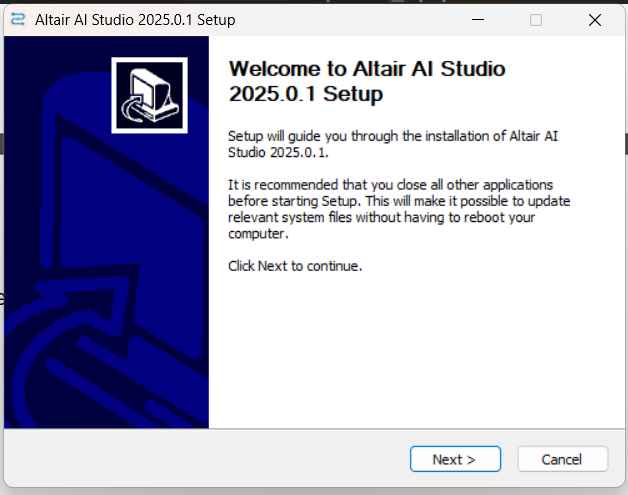 Altair AI Studio 2025.0.1 Setup
Welcome to Altair AI Studio
2025.0.1 Setup
Setup will guide you through the installation of Altair AI
Studio 2025.0.1.
It is recommended that you close all other applications
before starting Setup. This will make it possible to update
relevant system files without having to reboot your
computer.
Click Next to continue.
Next >
Cancel